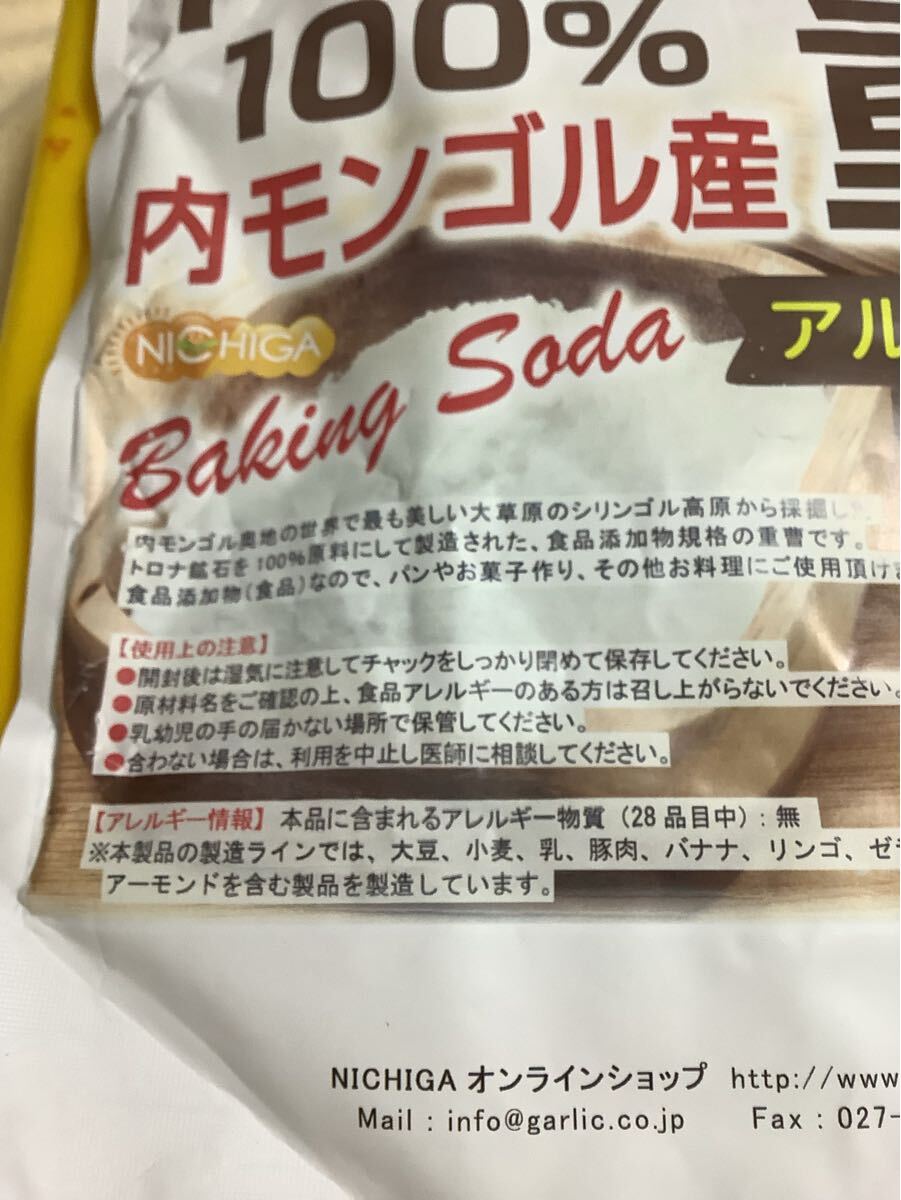 100%
内モンゴル産
NICHIGA
アル
Baking Soda
内モンゴル奥地の世界で最も美しい大草原のシリンゴル高原から採掘し
トロナ鉱石を100%原料にして製造された、食品添加物規格の重曹です。
食品添加物(食品)なので、パンやお菓子作り、その他お料理にご使用頂け
【使用上の注意】
●開封後は湿気に注意してチャックをしっかり閉めて保存してください。
●原材料名をご確認の上、食品アレルギーのある方は召し上がらないでください。
●乳幼児の手の届かない場所で保管してください。
●合わない場合は、利用を中止し医師に相談してください。
【アレルギー情報】 本品に含まれるアレルギー物質(28品目中):無
※本製品の製造ラインでは、大豆、小麦、乳、豚肉、バナナ、リンゴ、ゼラ
アーモンドを含む製品を製造しています。
NICHIGA オンラインショップ http://www
Mail : info@garlic.co.jp Fax : 027-